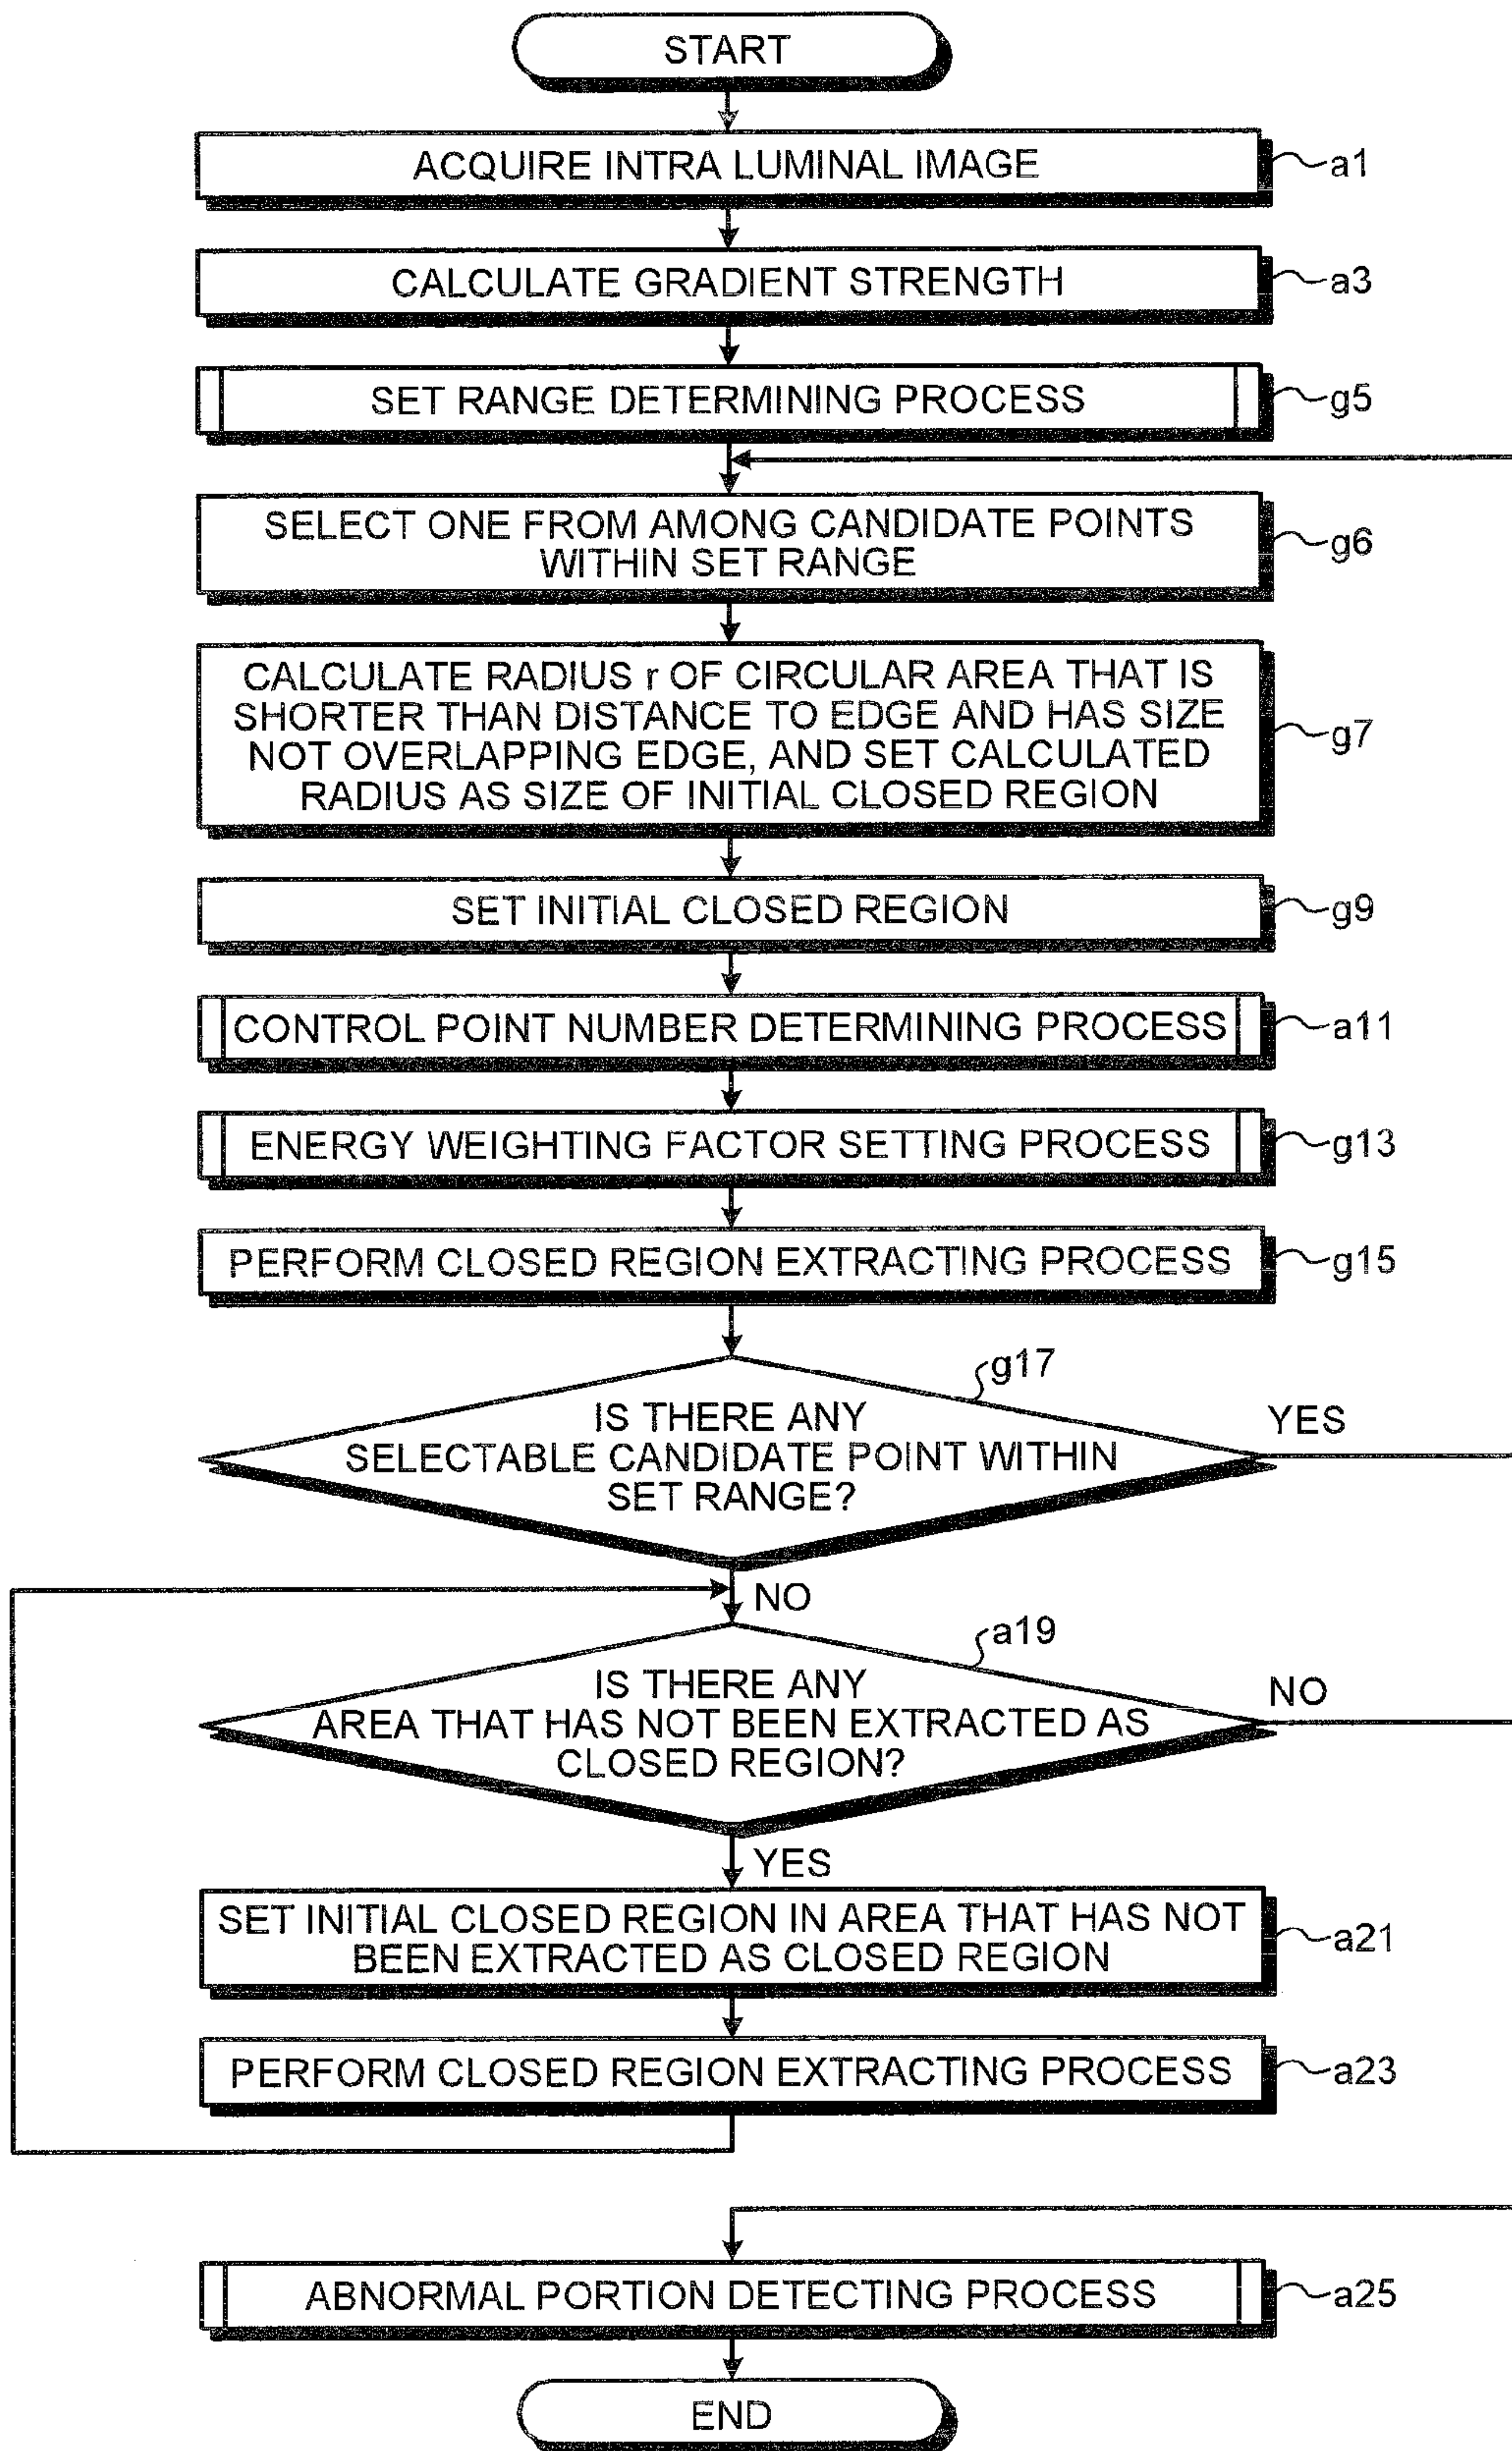 START
ACQUIRE INTRA LUMINAL IMAGE
a1
CALCULATE GRADIENT STRENGTH
a3
SET RANGE DETERMINING PROCESS
g5
SELECT ONE FROM AMONG CANDIDATE POINTS
WITHIN SET RANGE
g6
CALCULATE RADIUS r OF CIRCULAR AREA THAT IS
SHORTER THAN DISTANCE TO EDGE AND HAS SIZE
NOT OVERLAPPING EDGE, AND SET CALCULATED
RADIUS AS SIZE OF INITIAL CLOSED REGION
g7
SET INITIAL CLOSED REGION
g9
CONTROL POINT NUMBER DETERMINING PROCESS
a11
ENERGY WEIGHTING FACTOR SETTING PROCESS
g13
PERFORM CLOSED REGION EXTRACTING PROCESS
g15
g17
IS THERE ANY
SELECTABLE CANDIDATE POINT WITHIN
SET RANGE?
YES
NO
a19
IS THERE ANY
AREA THAT HAS NOT BEEN EXTRACTED AS
CLOSED REGION?
NO
YES
SET INITIAL CLOSED REGION IN AREA THAT HAS NOT
BEEN EXTRACTED AS CLOSED REGION
a21
PERFORM CLOSED REGION EXTRACTING PROCESS
a23
ABNORMAL PORTION DETECTING PROCESS
a25
END